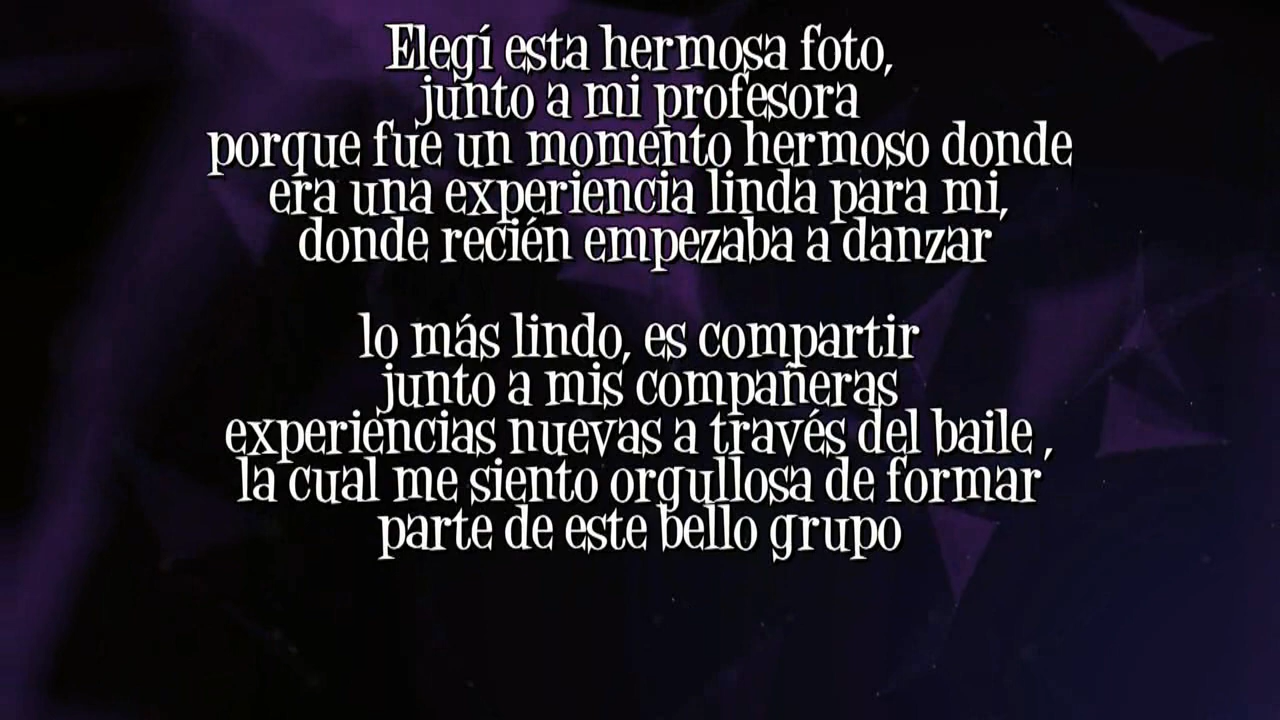 Elegí esta hermosa foto,
junto a mi profesora
porque fue un momento hermoso donde
era una experiencia linda para mi,
donde recién empezaba a danzar
lo más lindo, es compartir
junto a mis compañeras
experiencias nuevas a través del baile ,
la cual me siento orgullosa de formar
parte de este bello grupo